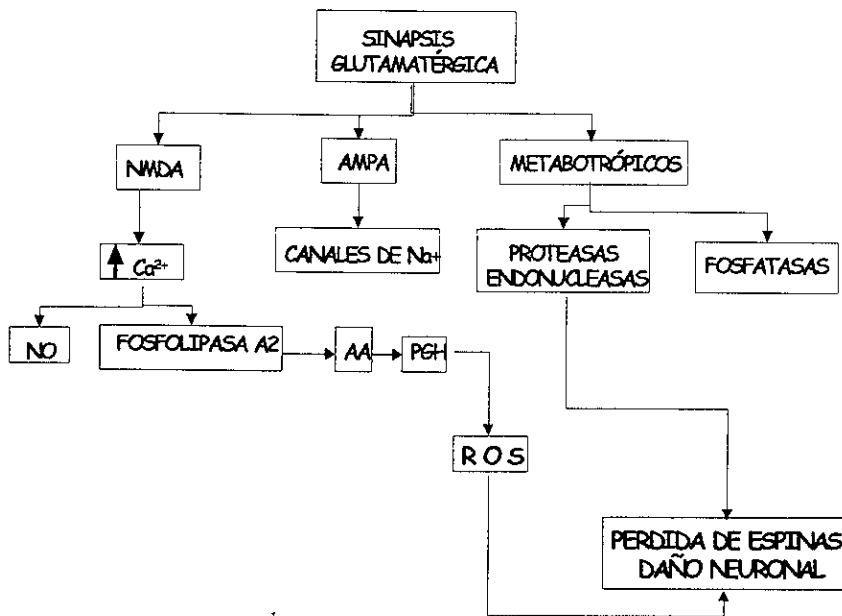 SINAPSIS
GLUTAMATÉRGICA
NMDA
AMPA
METABOTRÓPICOS
Ca²⁺
CANALES DE Na+
PROTEASAS
ENDONUCLEASAS
FOSFATASAS
NO
FOSFOLIPASA A2
AA
PGH
ROS
PERDIDA DE ESPINAS
DAÑO NEURONAL